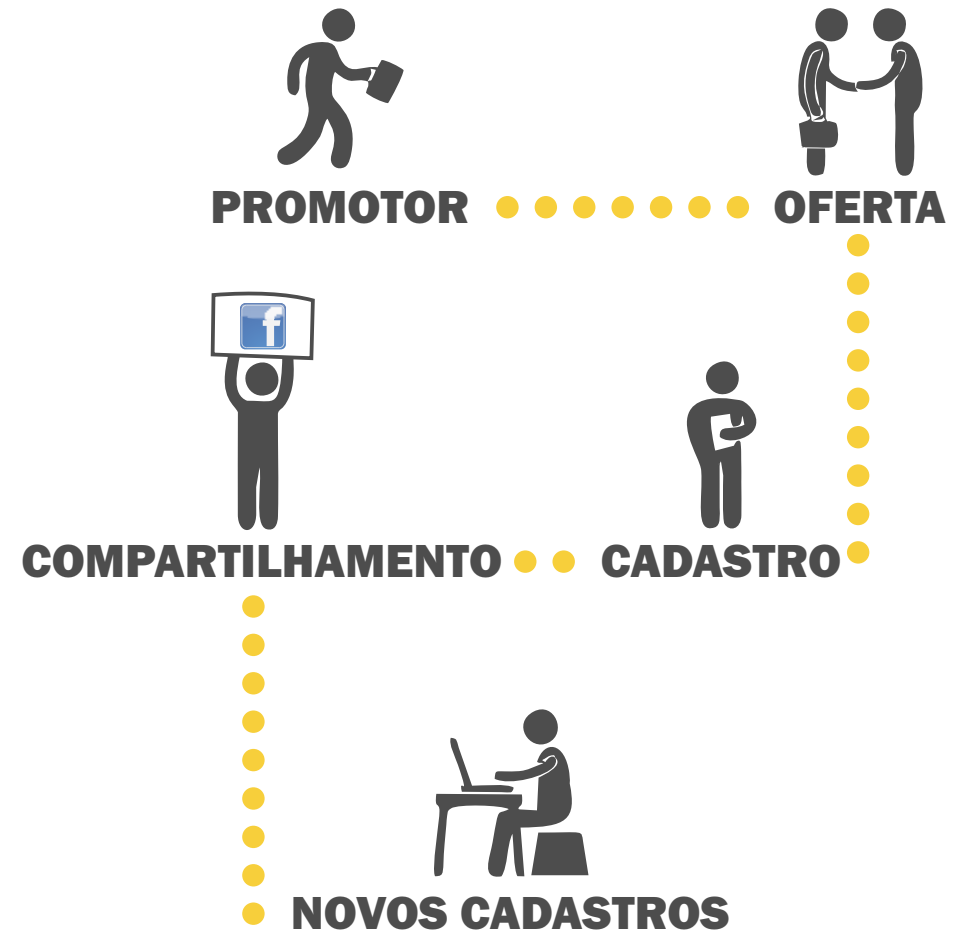 PROMOTOR
OFERTA
f
COMPARTILHAMENTO
CADASTRO
NOVOS CADASTROS